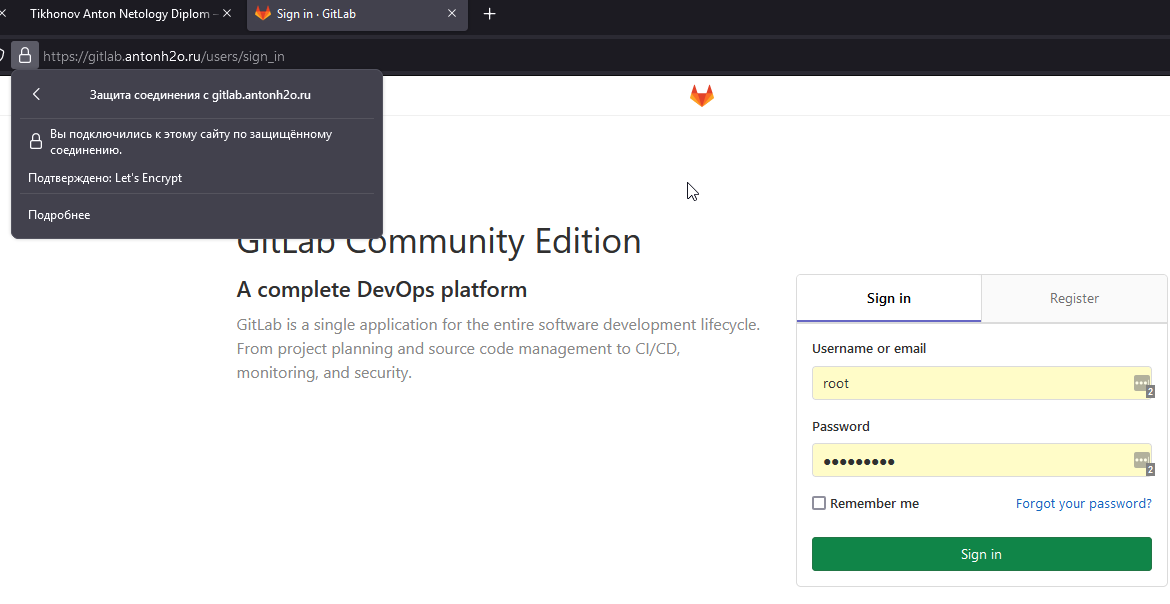 Tikhonov Anton Netology Diplom –
Sign in · GitLab
https://gitlab.antonh2o.ru/users/sign_in
Защита соединения с gitlab.antonh2o.ru
Вы подключились к этому сайту по защищённому
соединению.
Подтверждено: Let's Encrypt
Подробнее
GitLab Community Edition
A complete DevOps platform
GitLab is a single application for the entire software development lifecycle.
From project planning and source code management to CI/CD,
monitoring, and security.
Sign in
Register
Username or email
root
2
Password
●●●●●●●●●
2
Remember me
Forgot your password?
Sign in